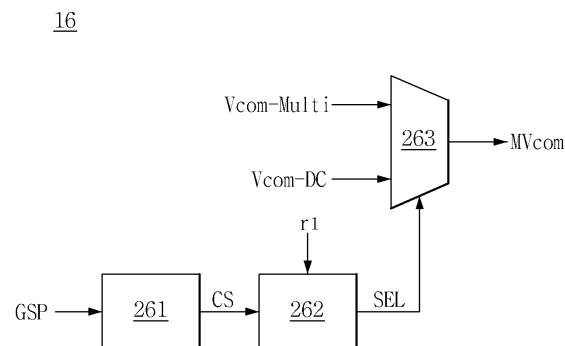 16
Vcom-Multi
263
MVcom
Vcom-DC
r1
GSP
261
CS
262
SEL